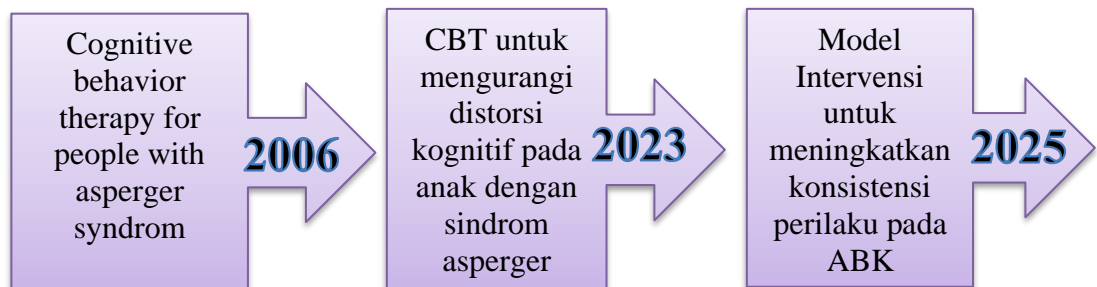 Cognitive
behavior
therapy for
people with
asperger
syndrom
2006
CBT untuk
mengurangi
distorsi
kognitif pada
anak dengan
sindrom
asperger
2023
Model
Intervensi
untuk
meningkatkan
konsistensi
perilaku pada
ABK
2025